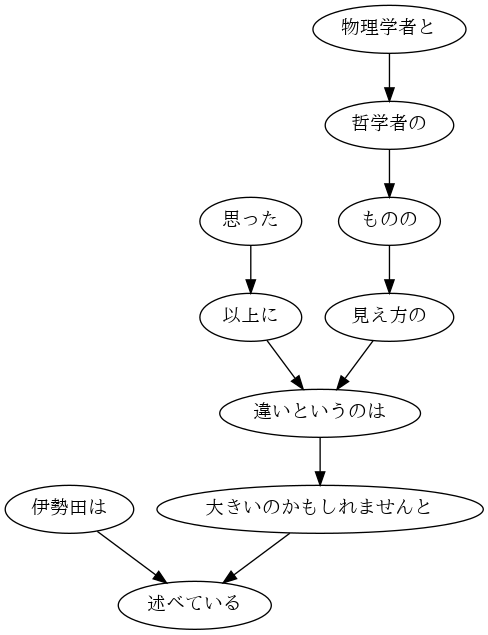 物理学者と
哲学者の
思った
ものの
以上に
見え方の
違いというのは
伊勢田は
大きいのかもしれませんと
述べている